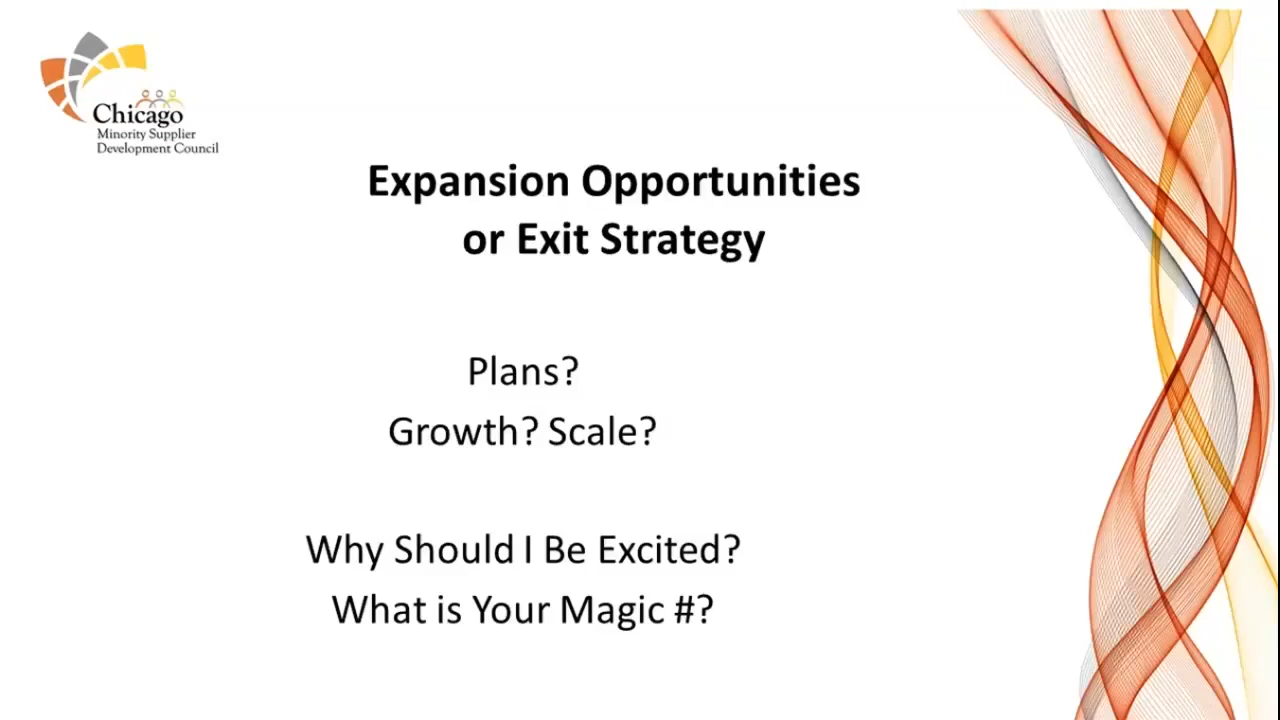 Chicago
Minority Supplier
Development Council
Expansion Opportunities
or Exit Strategy
Plans?
Growth? Scale?
Why Should I Be Excited?
What is Your Magic #?